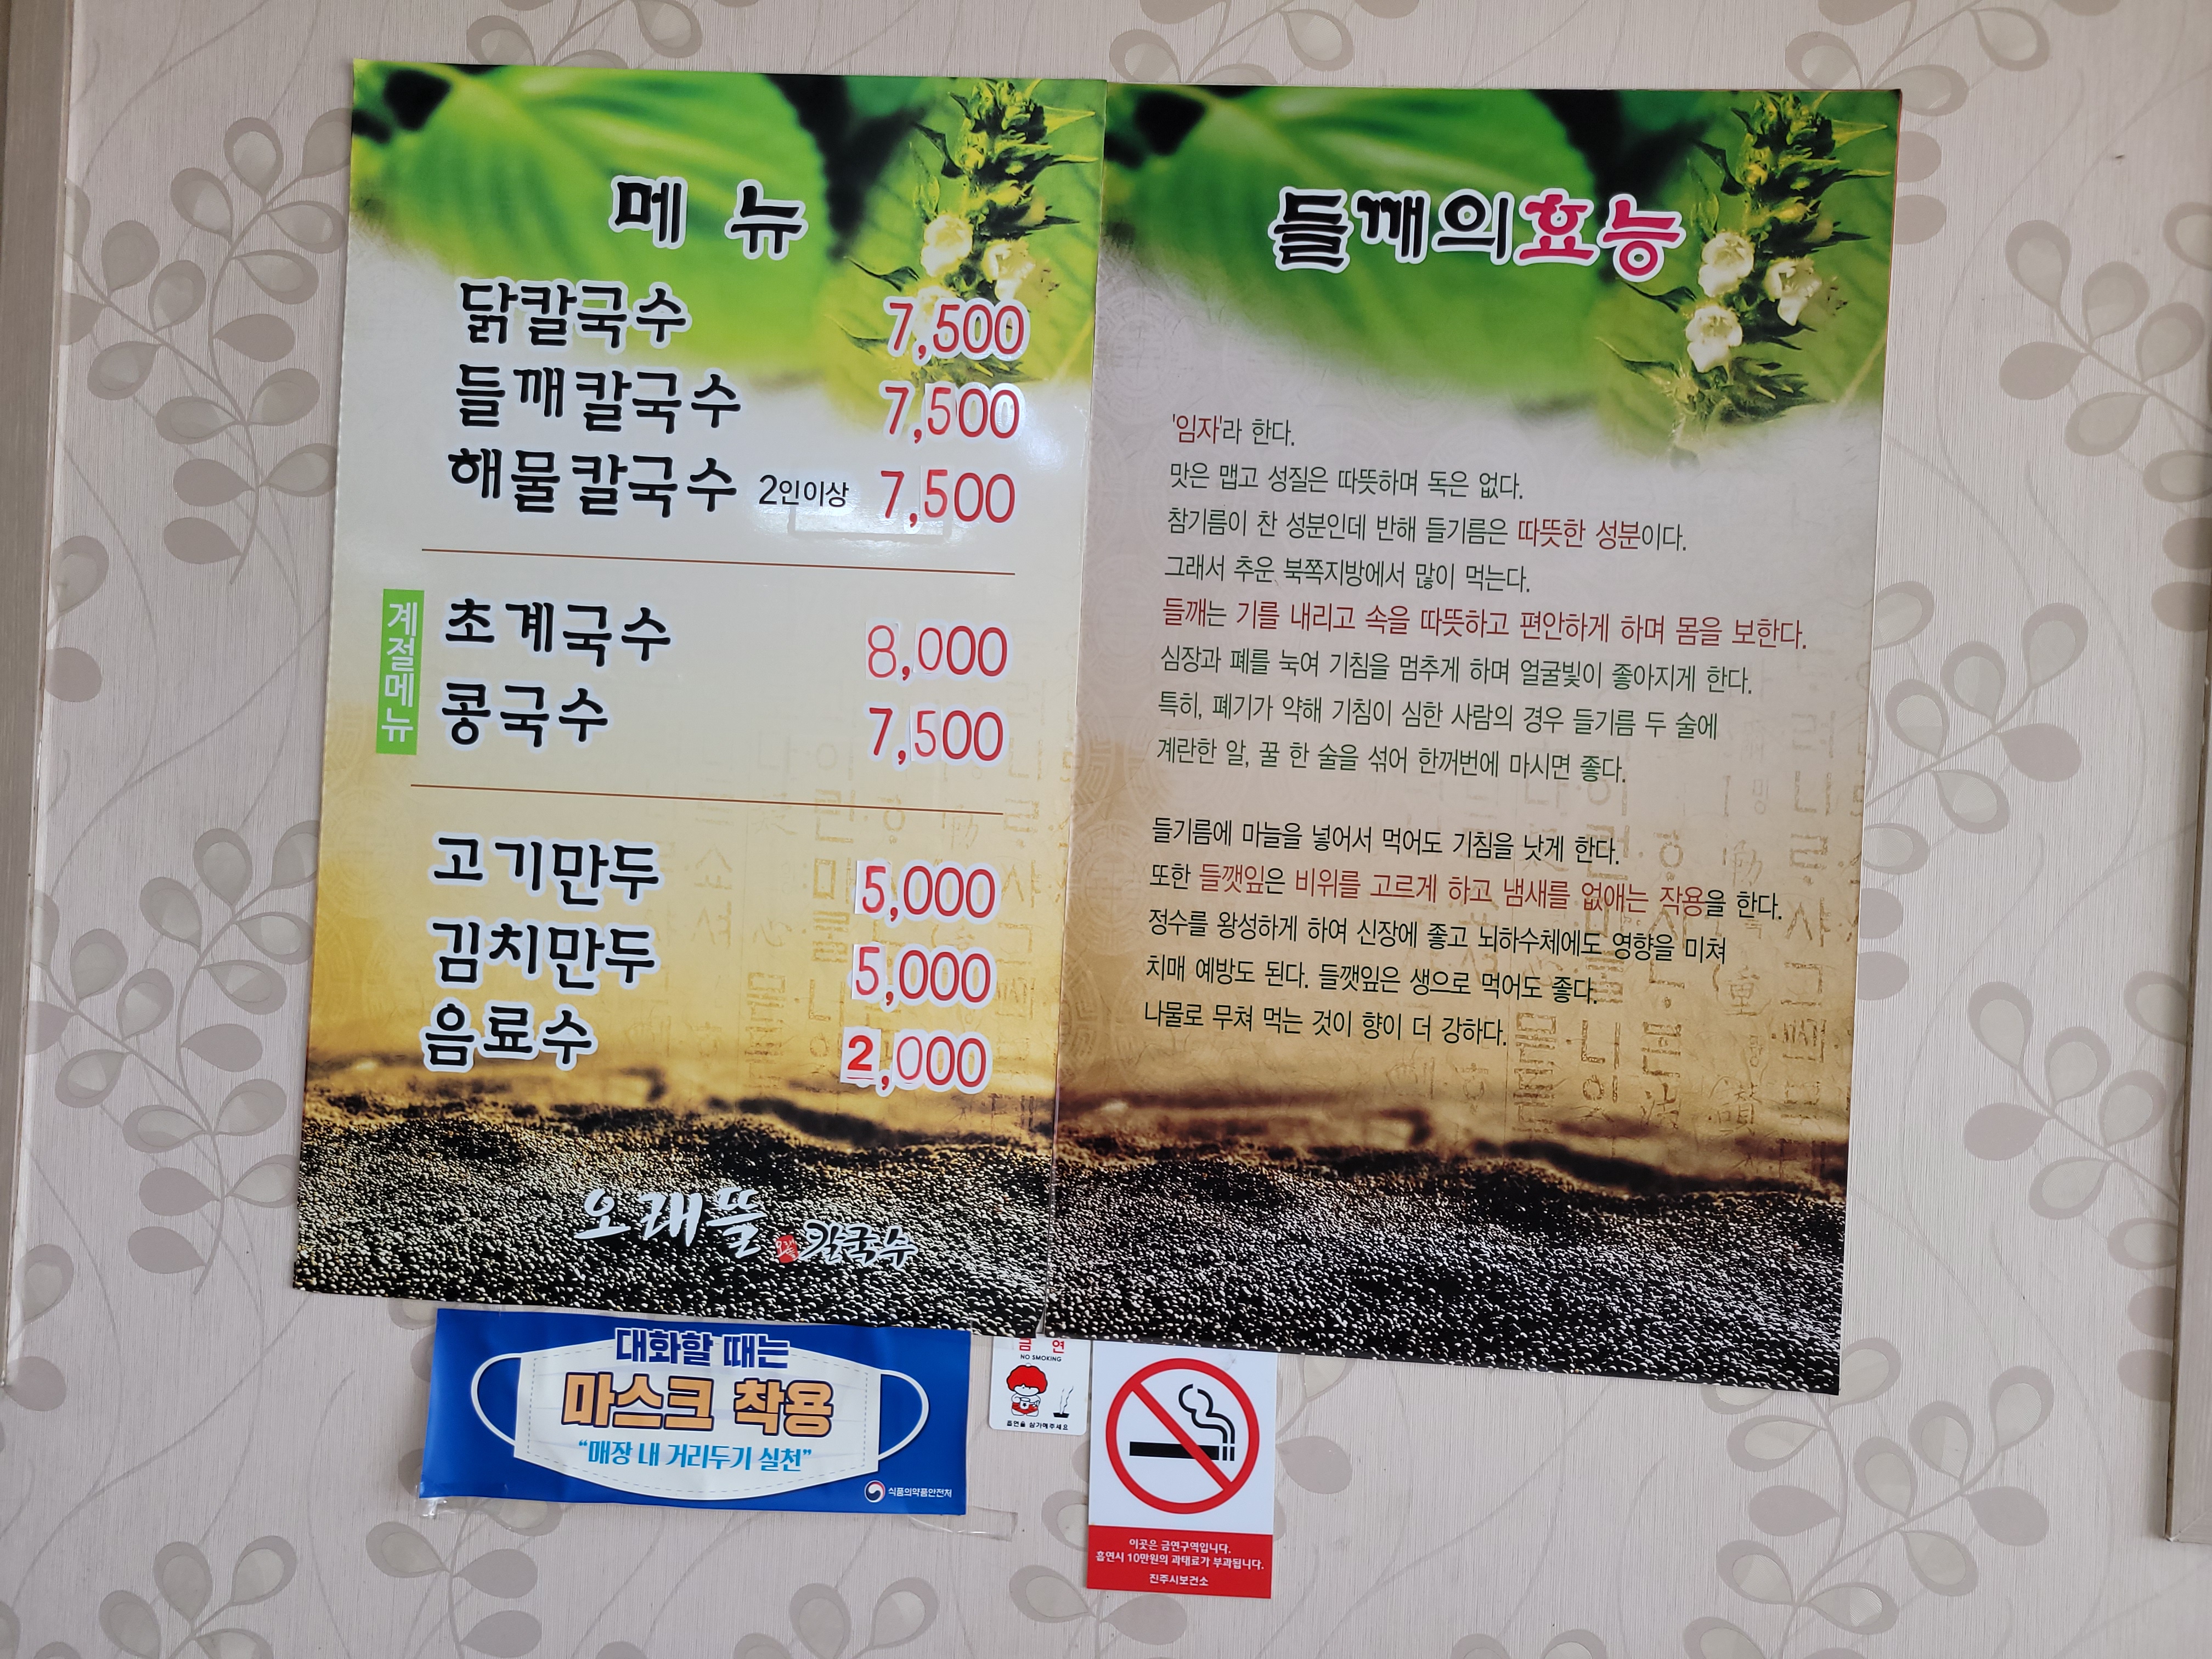 메 뉴
닭칼국수 7,500
들깨칼국수 7,500
해물칼국수 2인이상 7,500
계절메뉴
초계국수 8,000
콩국수 7,500
고기만두 5,000
김치만두 5,000
음료수 2,000
오래뜰 칼국수
들깨의효능
'임자'라 한다.
맛은 맵고 성질은 따뜻하며 독은 없다.
참기름이 찬 성분인데 반해 들기름은 따뜻한 성분이다.
그래서 추운 북쪽지방에서 많이 먹는다.
들깨는 기를 내리고 속을 따뜻하고 편안하게 하며 몸을 보한다.
심장과 폐를 눅여 기침을 멈추게 하며 얼굴빛이 좋아지게 한다.
특히, 폐기가 약해 기침이 심한 사람의 경우 들기름 두 술에
계란한 알, 꿀 한 술을 섞어 한꺼번에 마시면 좋다.
들기름에 마늘을 넣어서 먹어도 기침을 낫게 한다.
또한 들깻잎은 비위를 고르게 하고 냄새를 없애는 작용을 한다.
정수를 왕성하게 하여 신장에 좋고 뇌하수체에도 영향을 미쳐
치매 예방도 된다. 들깻잎은 생으로 먹어도 좋다.
나물로 무쳐 먹는 것이 향이 더 강하다.
대화할 때는
마스크 착용
“매장 내 거리두기 실천”
식품의약품안전처
금 연
NO SMOKING
흡연을 삼가해주세요
이곳은 금연구역입니다.
흡연시 10만원의 과태료가 부과됩니다.
진주시보건소